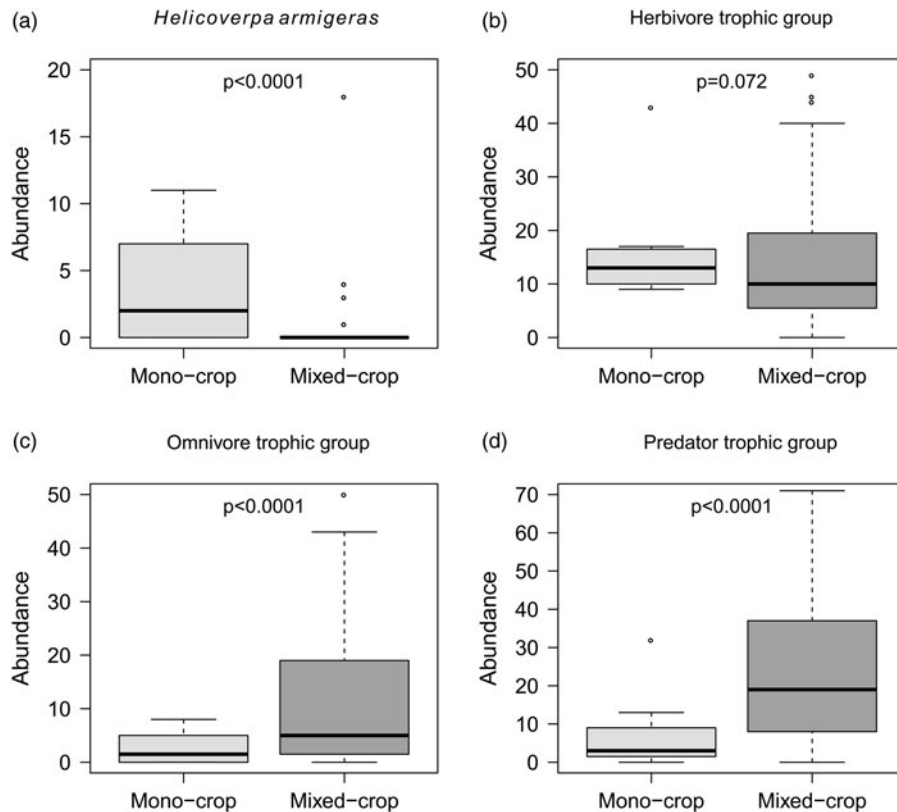 (a)
Helicoverpa armigeras
20
15
10
5
0
Abundance
p<0.0001
Mono-crop Mixed-crop
(b)
Herbivore trophic group
50
40
30
20
10
0
Abundance
p=0.072
Mono-crop Mixed-crop
(c)
Omnivore trophic group
50
40
30
20
10
0
Abundance
p<0.0001
Mono-crop Mixed-crop
(d)
Predator trophic group
70
60
50
40
30
20
10
0
Abundance
p<0.0001
Mono-crop Mixed-crop